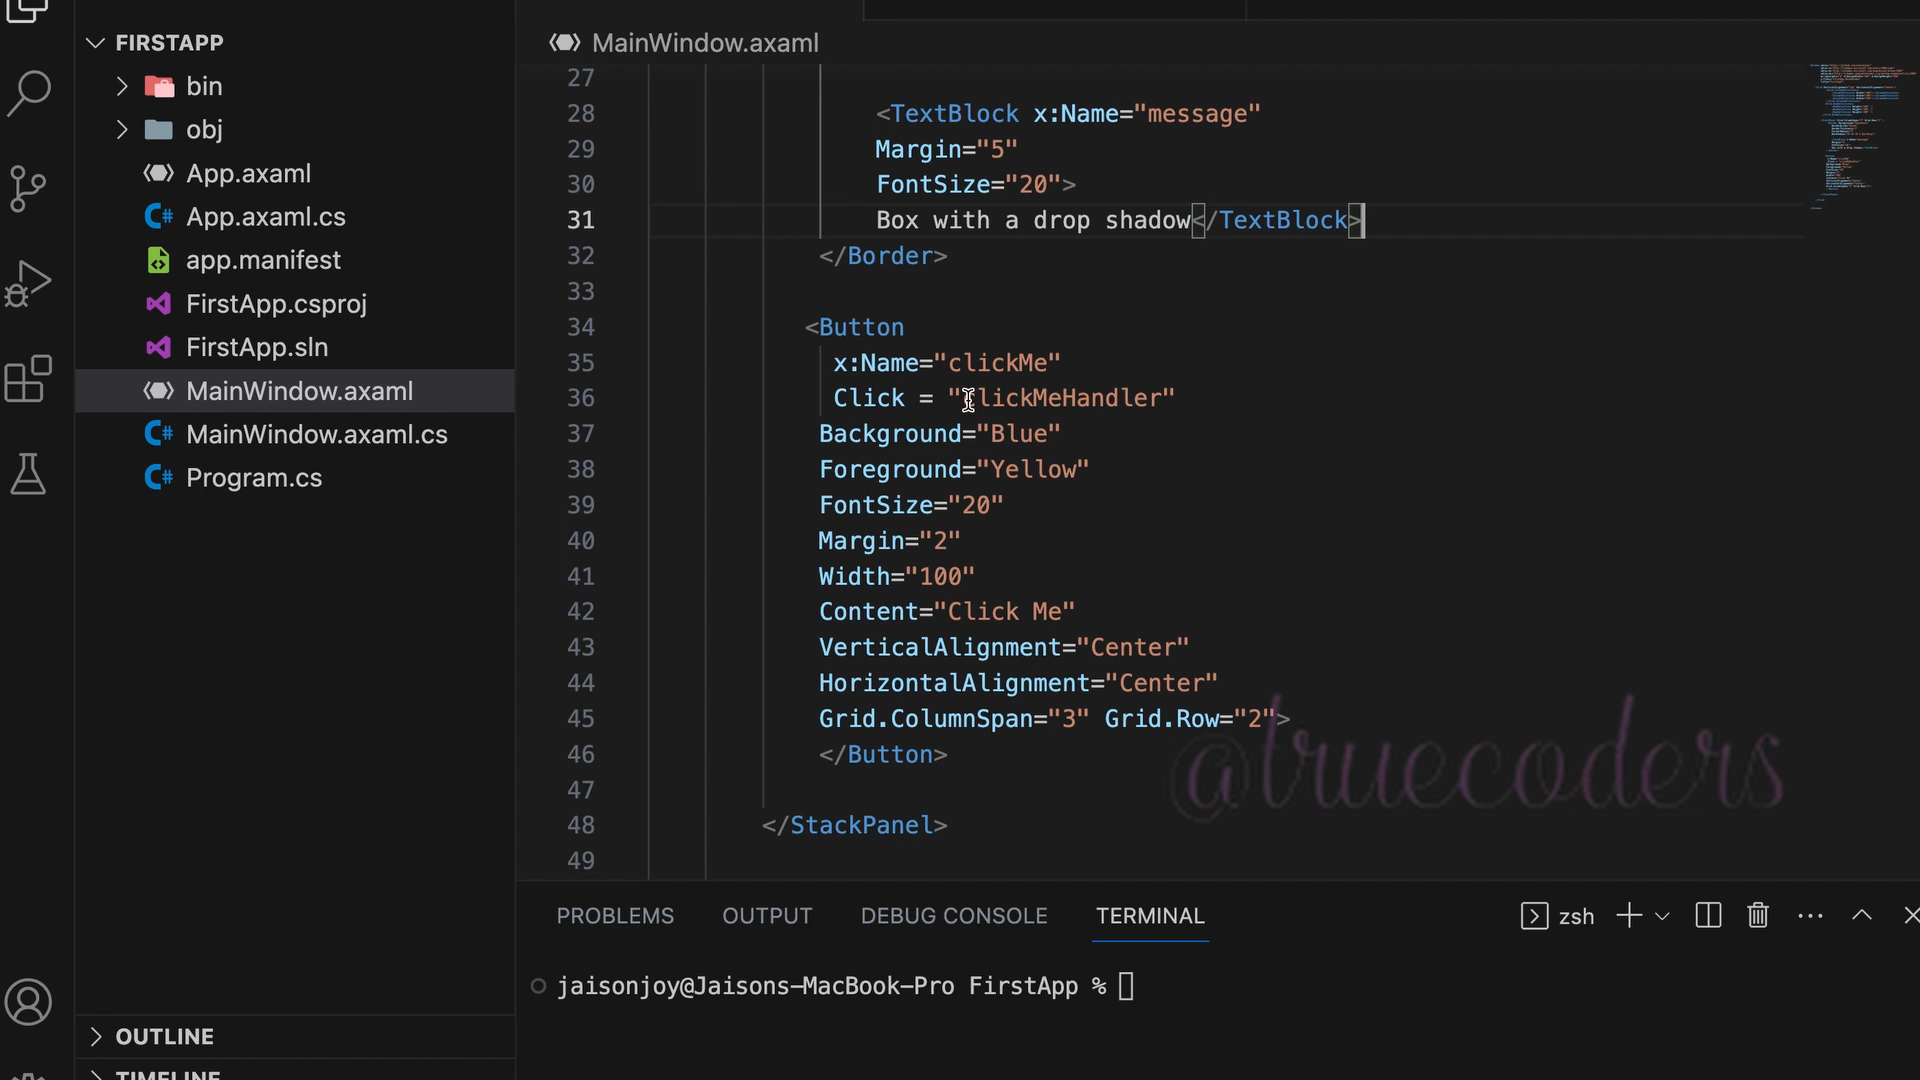 FIRSTAPP
bin
obj
App.axaml
App.axaml.cs
app.manifest
FirstApp.csproj
FirstApp.sln
MainWindow.axaml
MainWindow.axaml.cs
Program.cs
OUTLINE
TIMELINE
MainWindow.axaml
27
28 <TextBlock x:Name="message"
29 Margin="5"
30 FontSize="20">
31 Box with a drop shadow</TextBlock>
32 </Border>
33
34 <Button
35 x:Name="clickMe"
36 Click = "ClickMeHandler"
37 Background="Blue"
38 Foreground="Yellow"
39 FontSize="20"
40 Margin="2"
41 Width="100"
42 Content="Click Me"
43 VerticalAlignment="Center"
44 HorizontalAlignment="Center"
45 Grid.ColumnSpan="3" Grid.Row="2">
46 </Button>
47
48 </StackPanel>
49
@truecoders
PROBLEMS OUTPUT DEBUG CONSOLE TERMINAL
zsh
jaisonjoy@Jaisons-MacBook-Pro FirstApp %